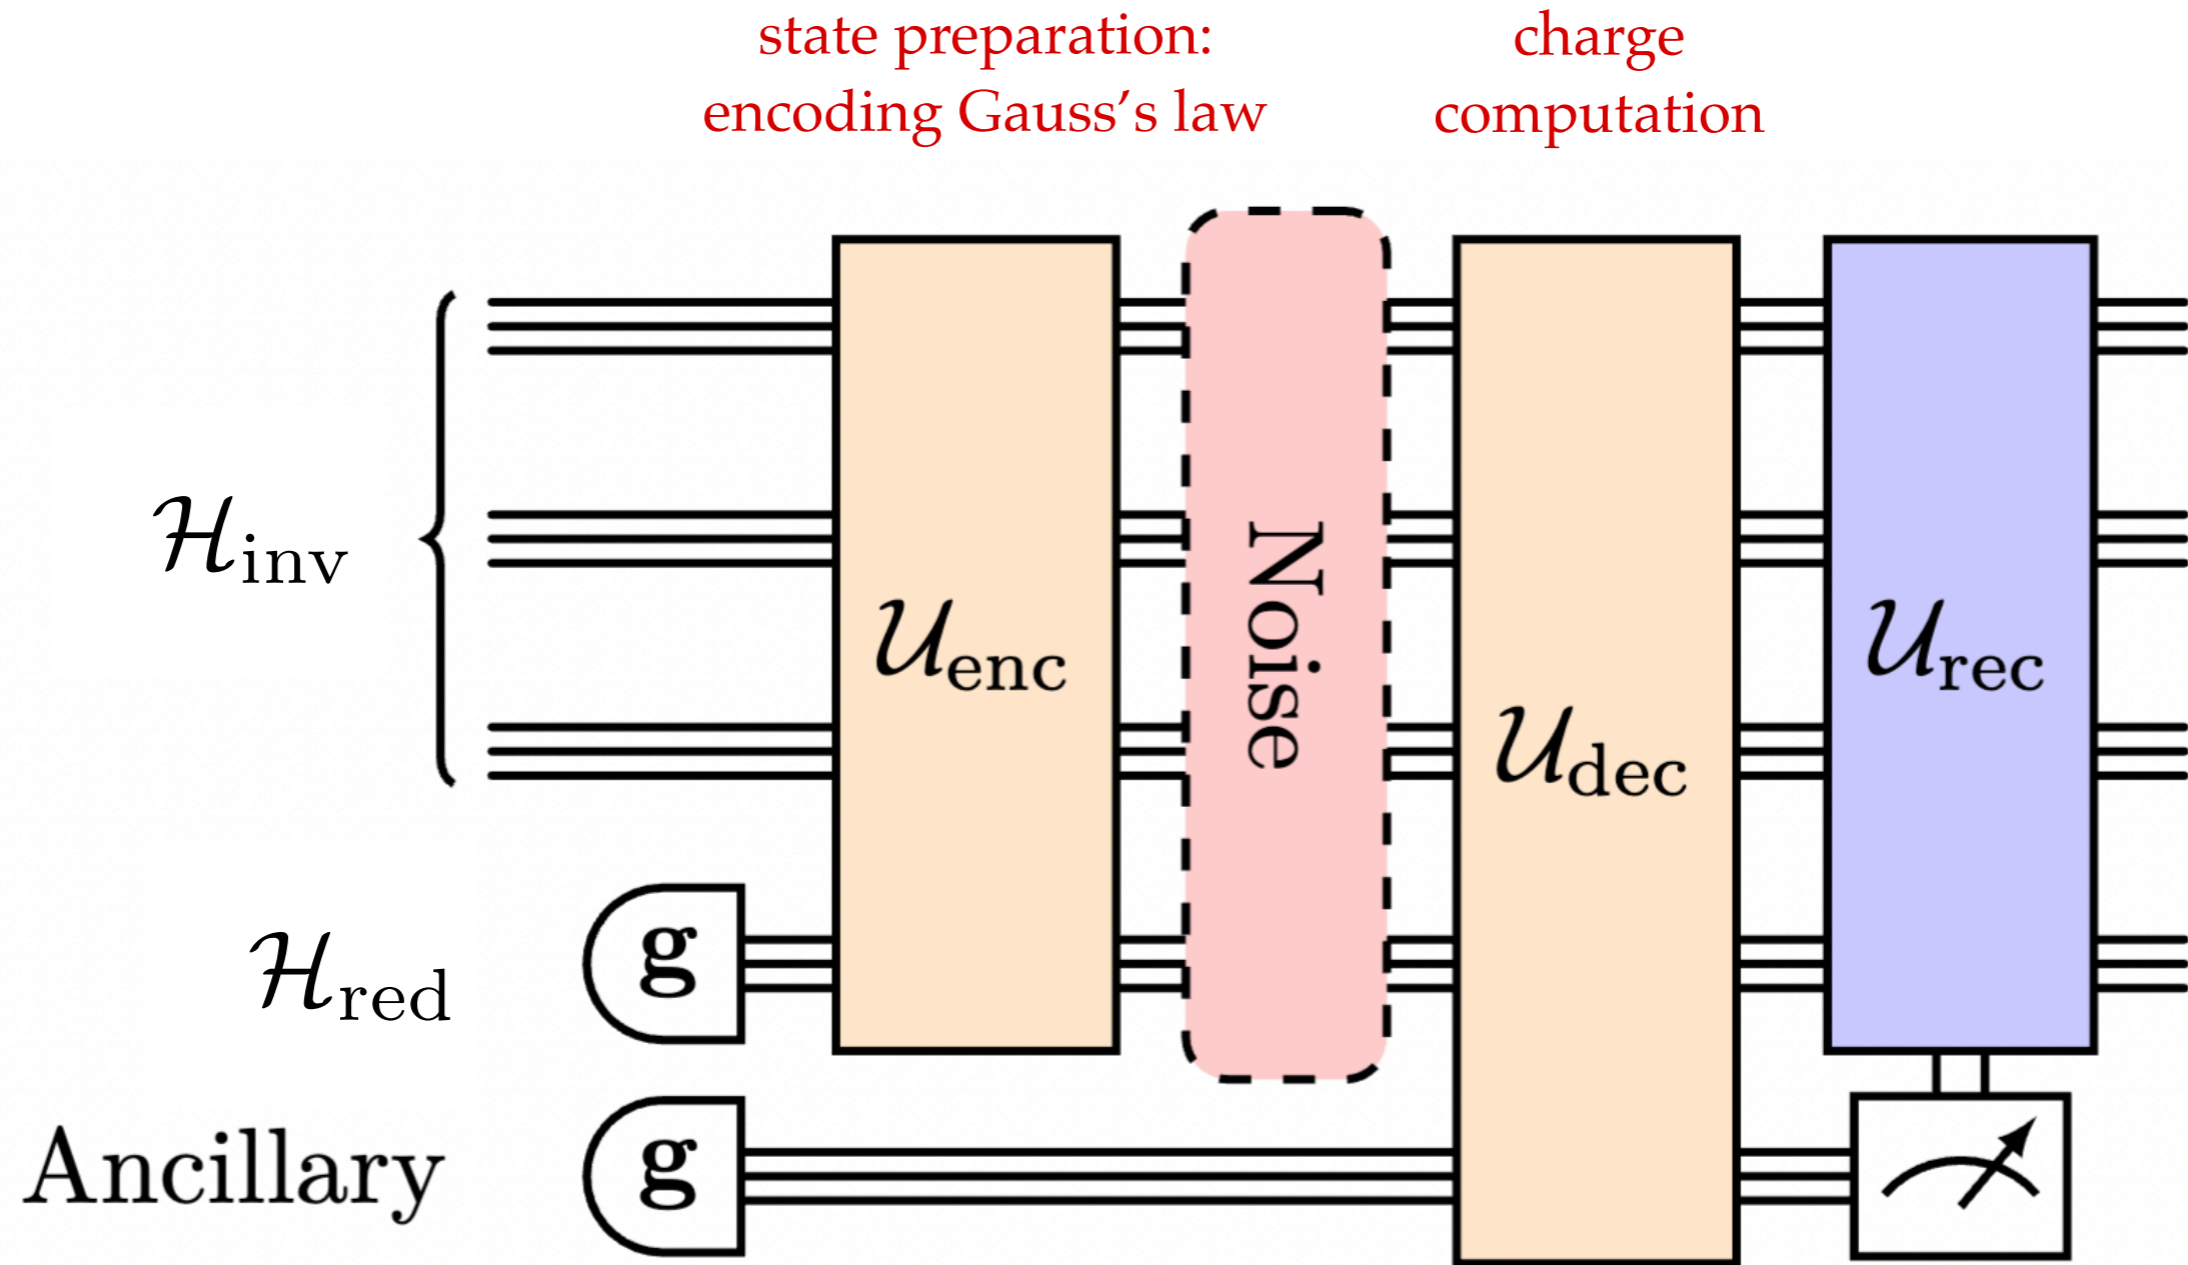 state preparation:
encoding Gauss's law
charge
computation
ℋinv
𝒰enc
Noise
𝒰dec
𝒰rec
ℋred
g
Ancillary
g